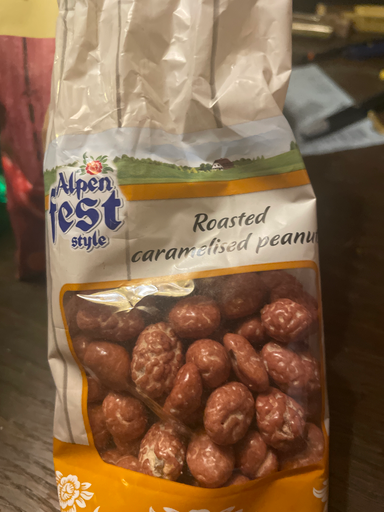 Alpen
fest
style
Roasted
caramelised peanu